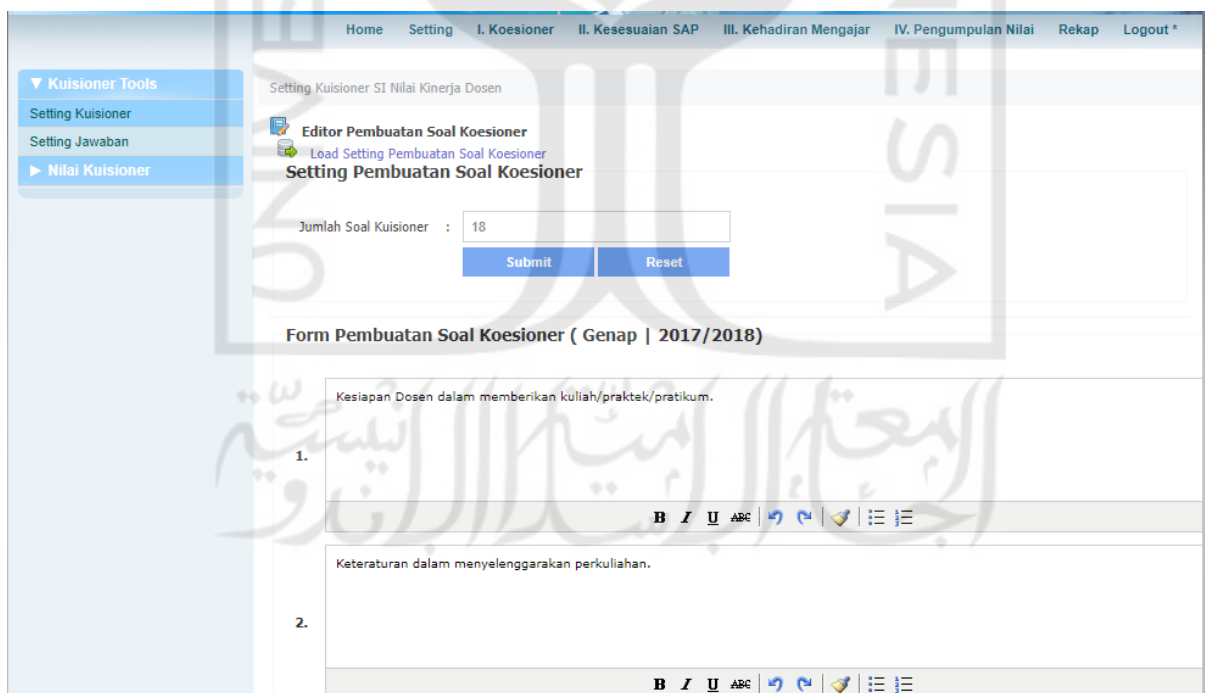 Home Setting I. Koesioner II. Kesesuaian SAP III. Kehadiran Mengajar IV. Pengumpulan Nilai Rekap Logout *
▼ Kuisioner Tools
Setting Kuisioner
Setting Jawaban
► Nilai Kuisioner
Setting Kuisioner SI Nilai Kinerja Dosen
Editor Pembuatan Soal Koesioner
Load Setting Pembuatan Soal Koesioner
Setting Pembuatan Soal Koesioner
Jumlah Soal Kuisioner : 18
Submit Reset
Form Pembuatan Soal Koesioner ( Genap | 2017/2018)
1. Kesiapan Dosen dalam memberikan kuliah/praktek/pratikum.
B I U ABC
2. Keteraturan dalam menyelenggarakan perkuliahan.
B I U ABC